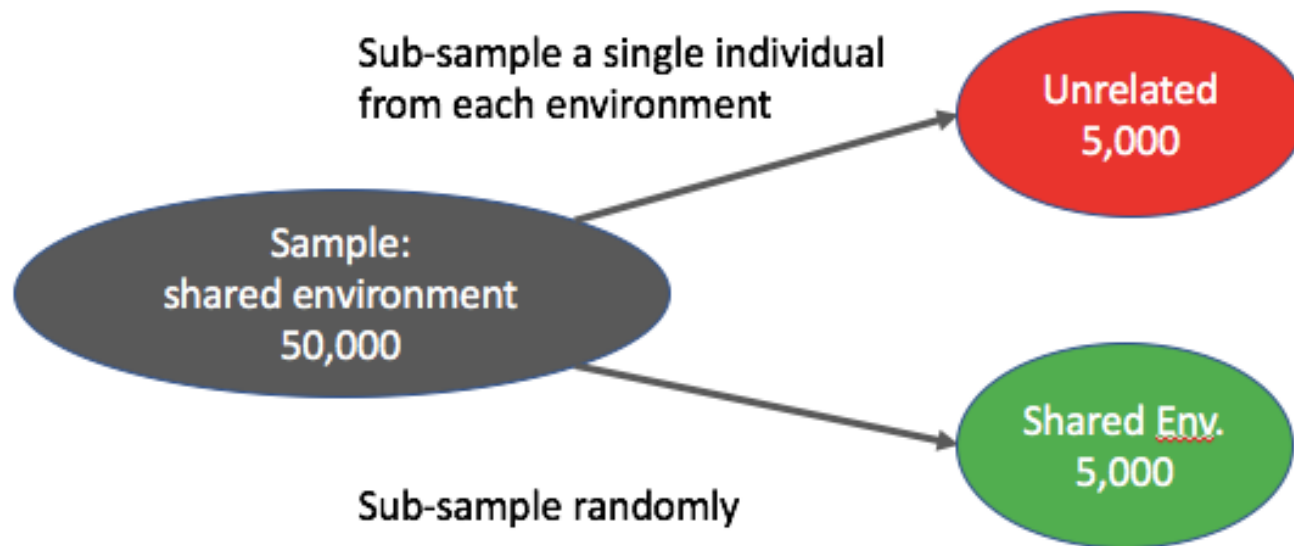 Sub-sample a single individual
from each environment
Unrelated
5,000
Sample:
shared environment
50,000
Shared Env.
5,000
Sub-sample randomly